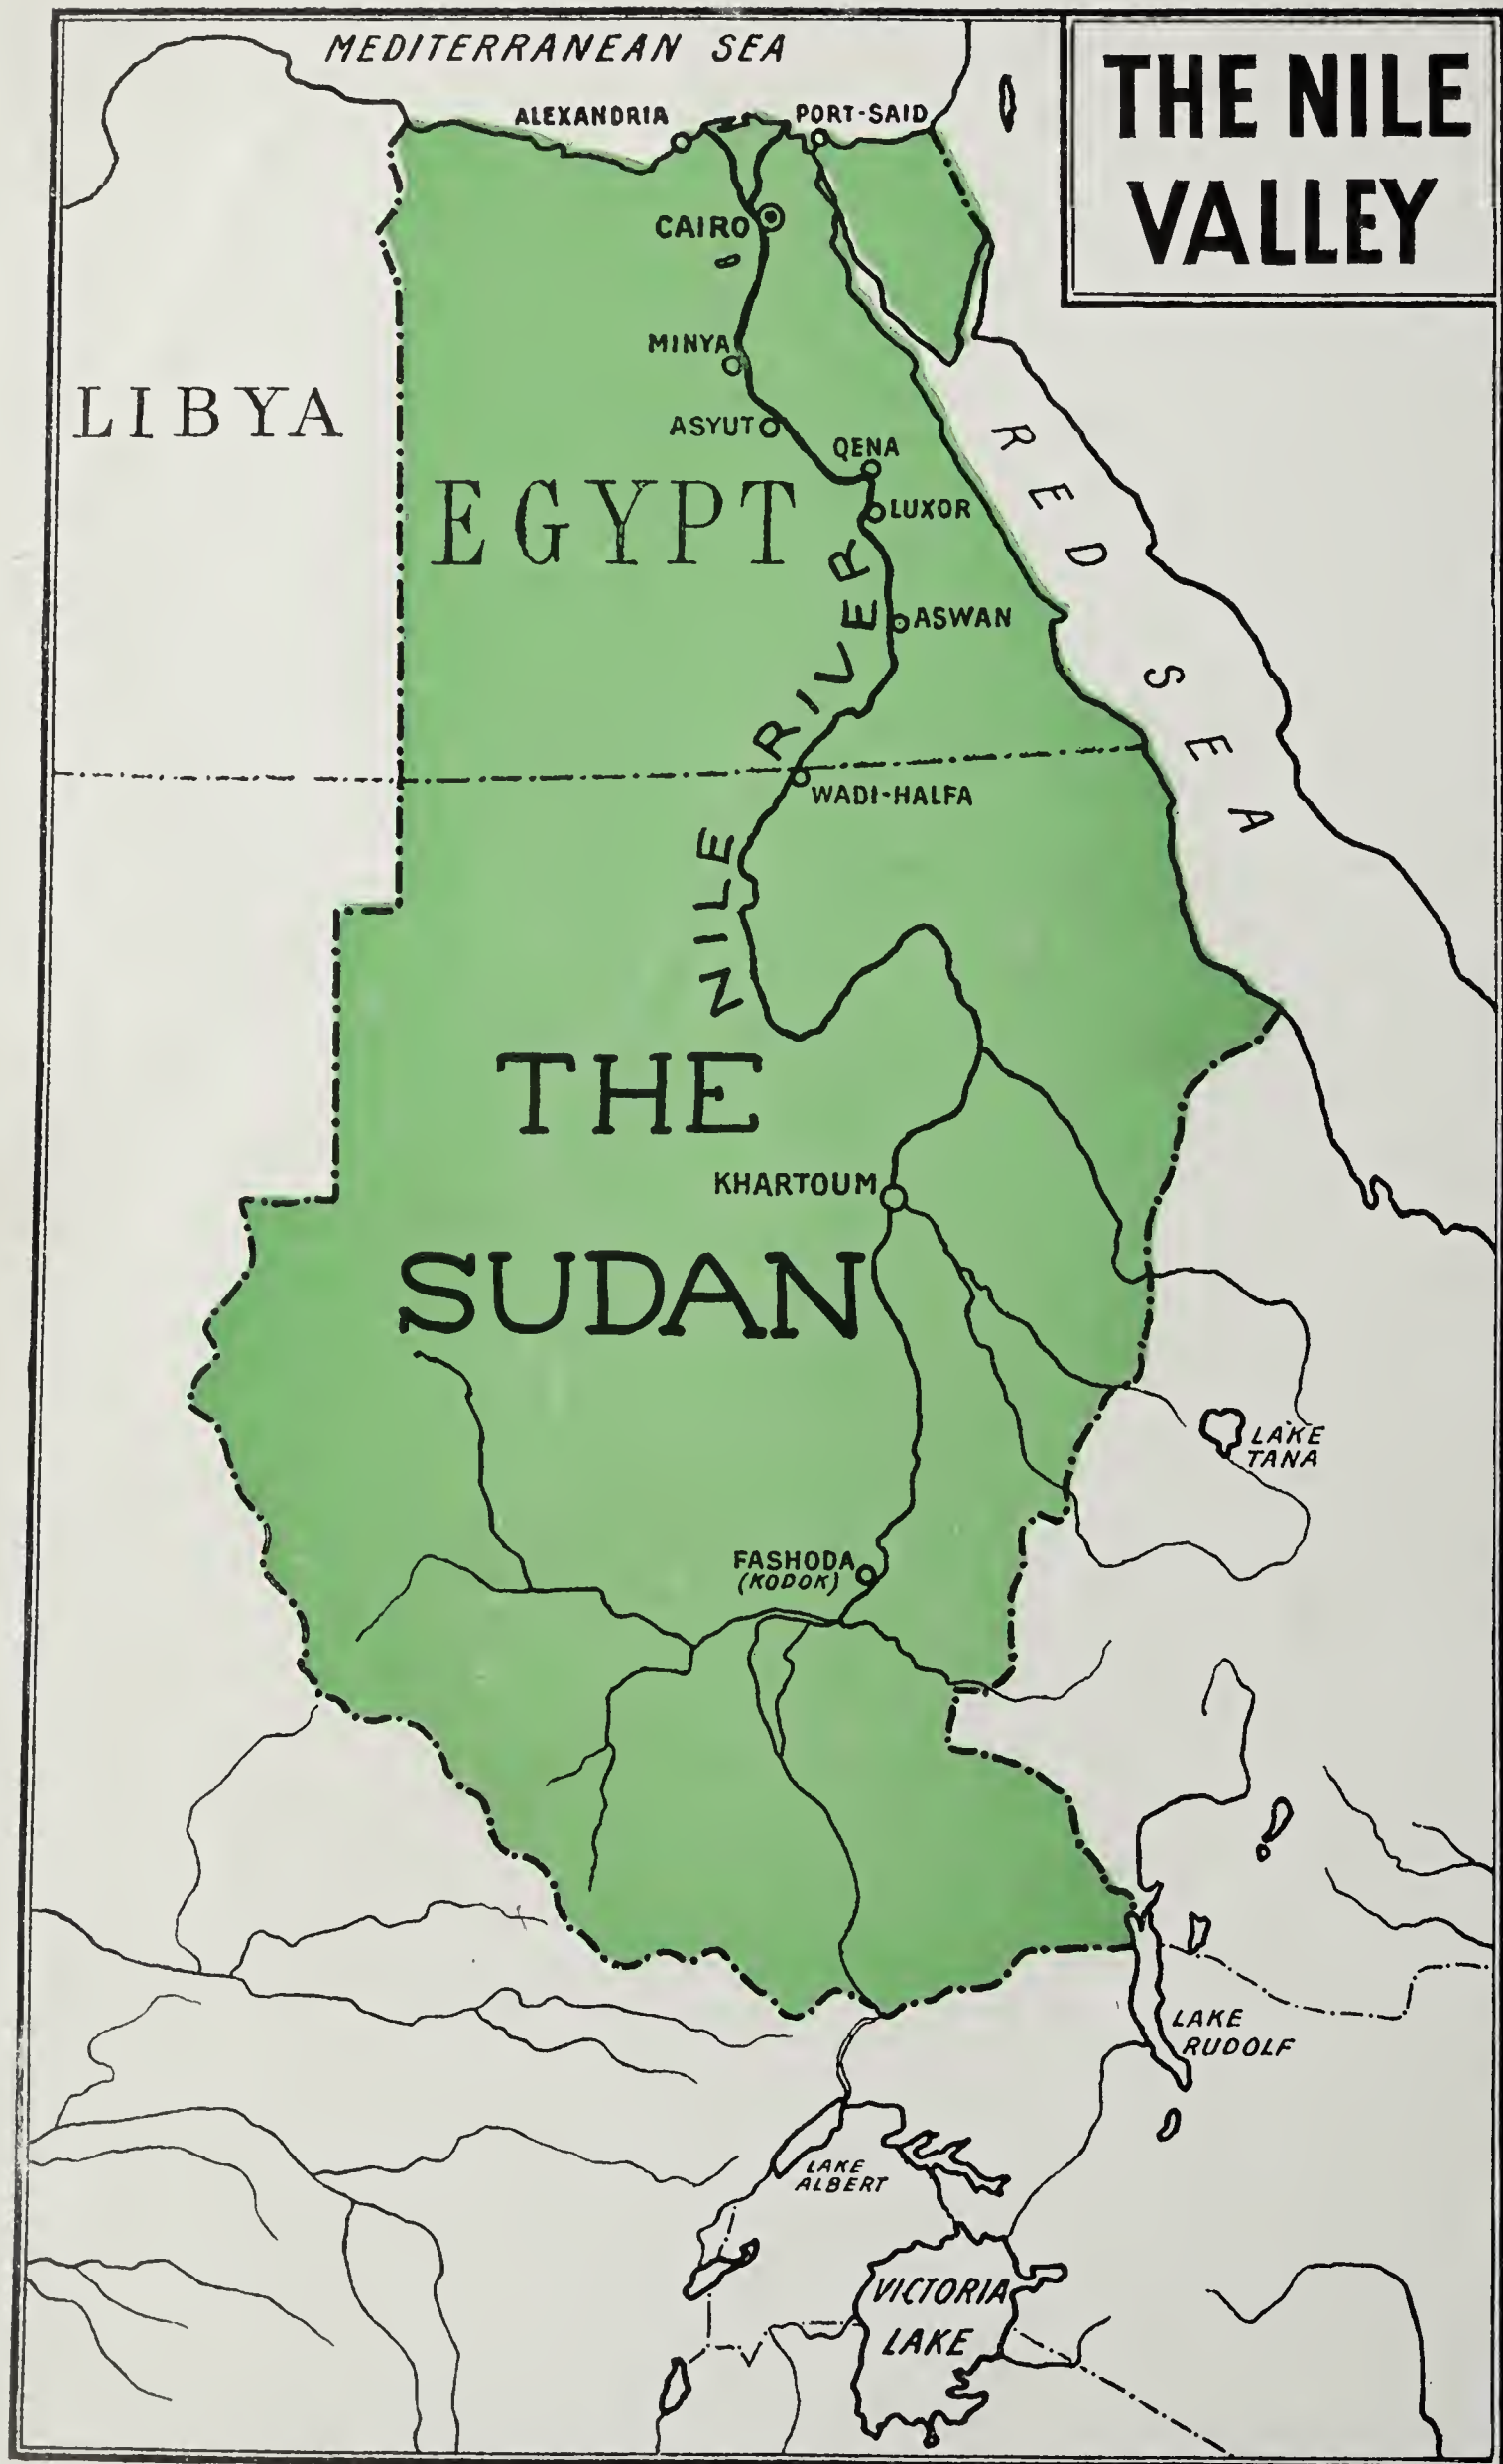 MEDITERRANEAN SEA
THE NILE
VALLEY
ALEXANDRIA
PORT-SAID
CAIRO
MINYA
LIBYA
ASYUT
QENA
EGYPT
LUXOR
RED SEA
ASWAN
NILE RIVER
WADI-HALFA
THE
SUDAN
KHARTOUM
LAKE
TANA
FASHODA
(KODOK)
LAKE
RUDOLF
LAKE
ALBERT
VICTORIA
LAKE